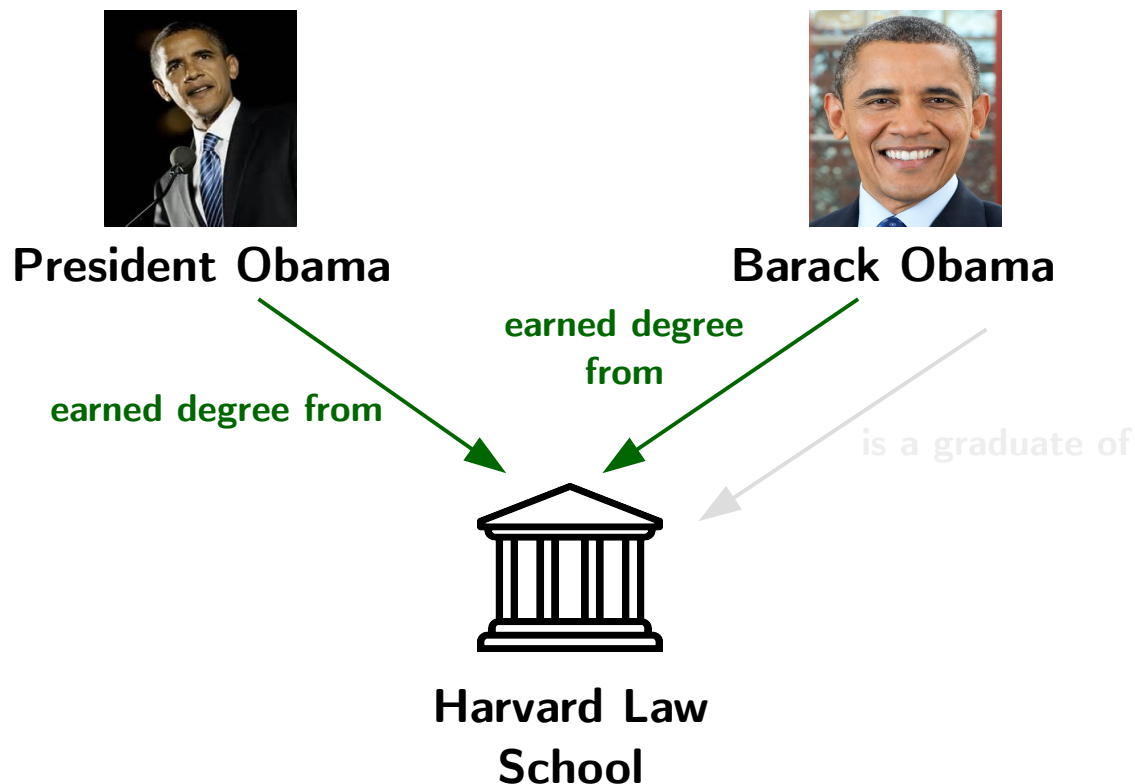 President Obama
Barack Obama
earned degree
from
earned degree from
is a graduate of
Harvard Law
School